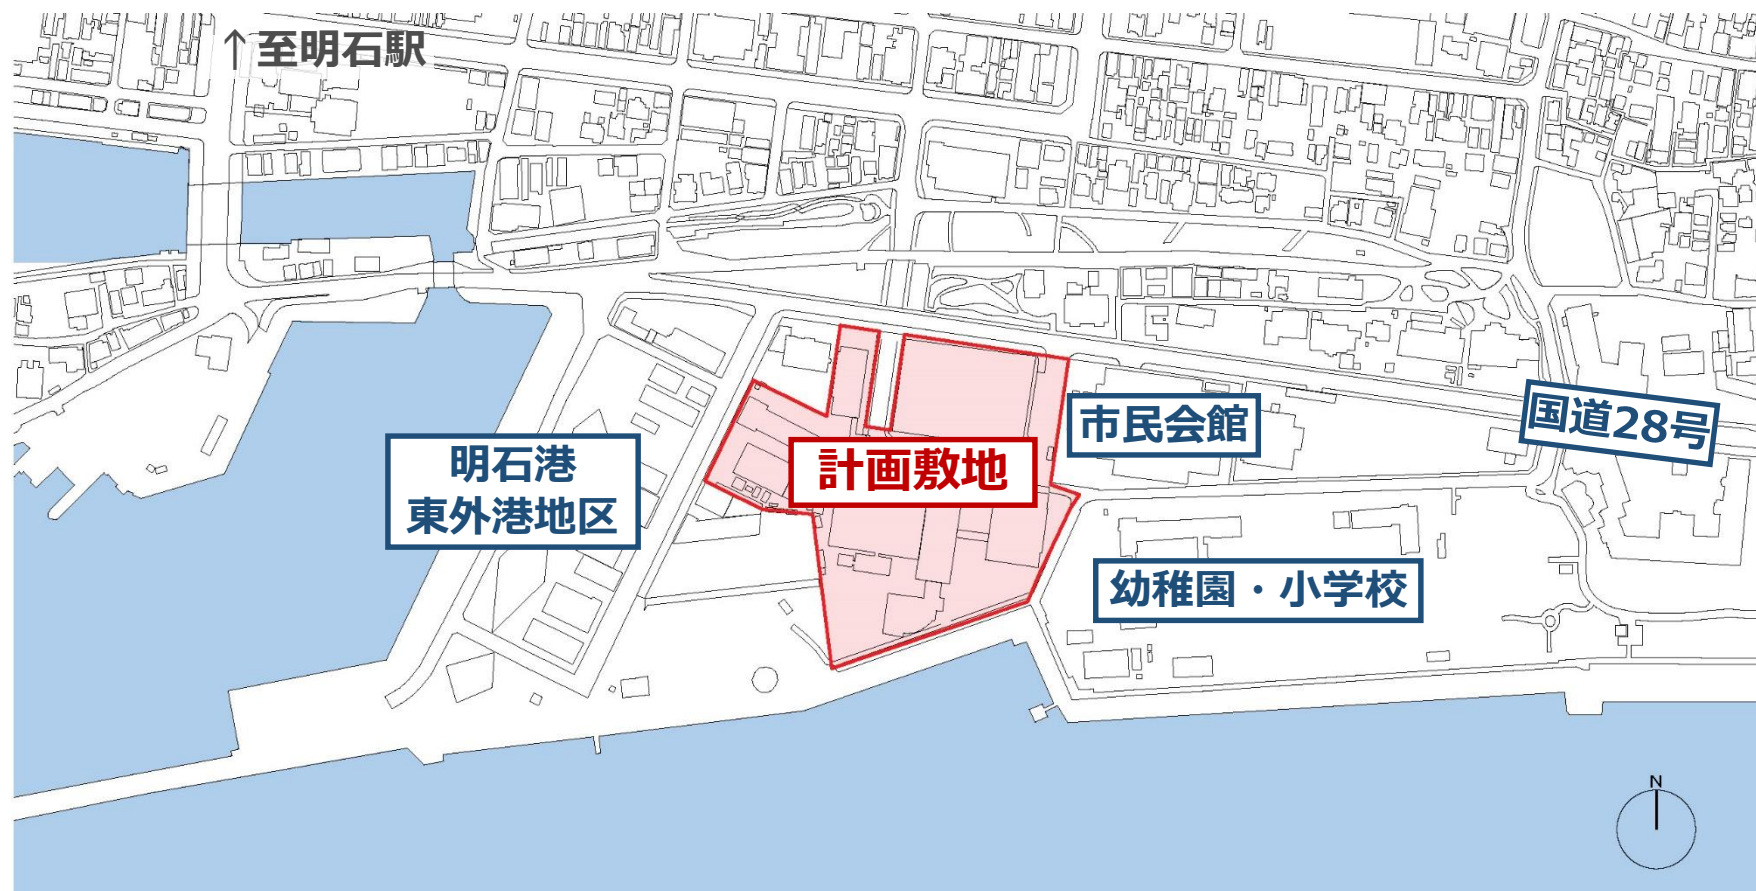 ↑至明石駅
国道28号
市民会館
明石港
東外港地区
計画敷地
幼稚園・小学校
N